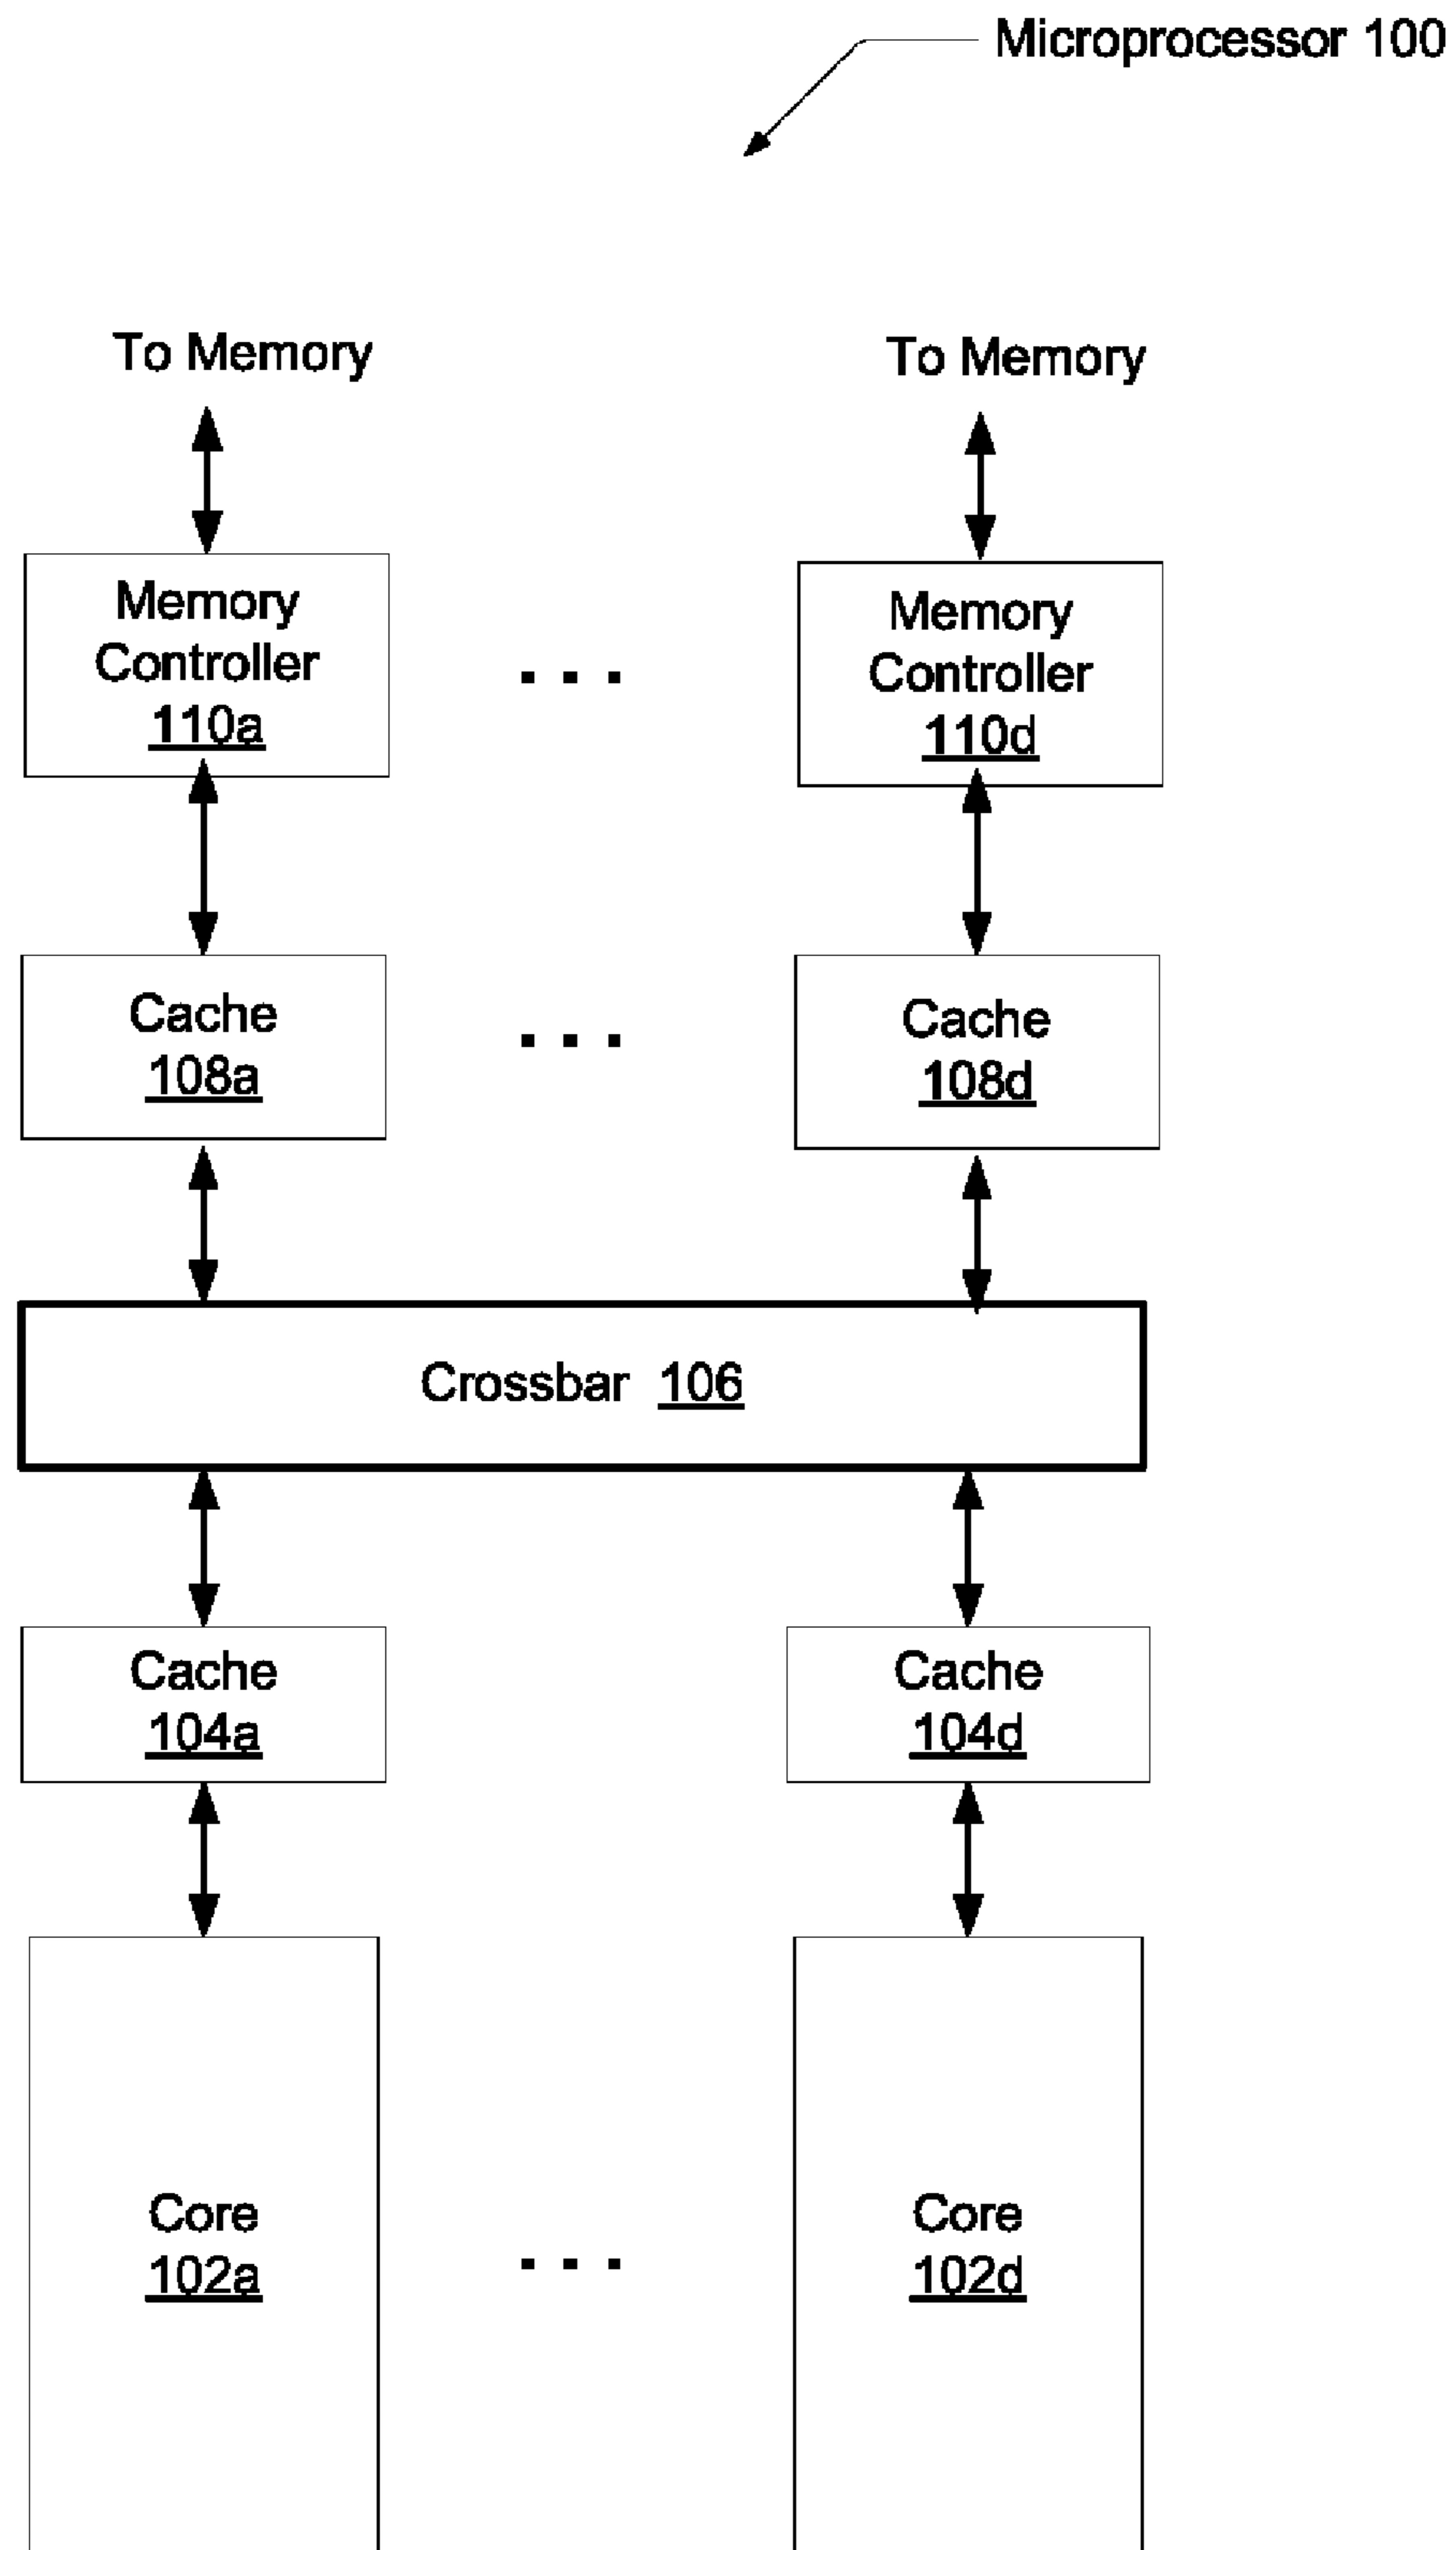 Microprocessor 100
To Memory
To Memory
Memory
Controller
110a
. . .
Memory
Controller
110d
Cache
108a
. . .
Cache
108d
Crossbar 106
Cache
104a
Cache
104d
Core
102a
. . .
Core
102d